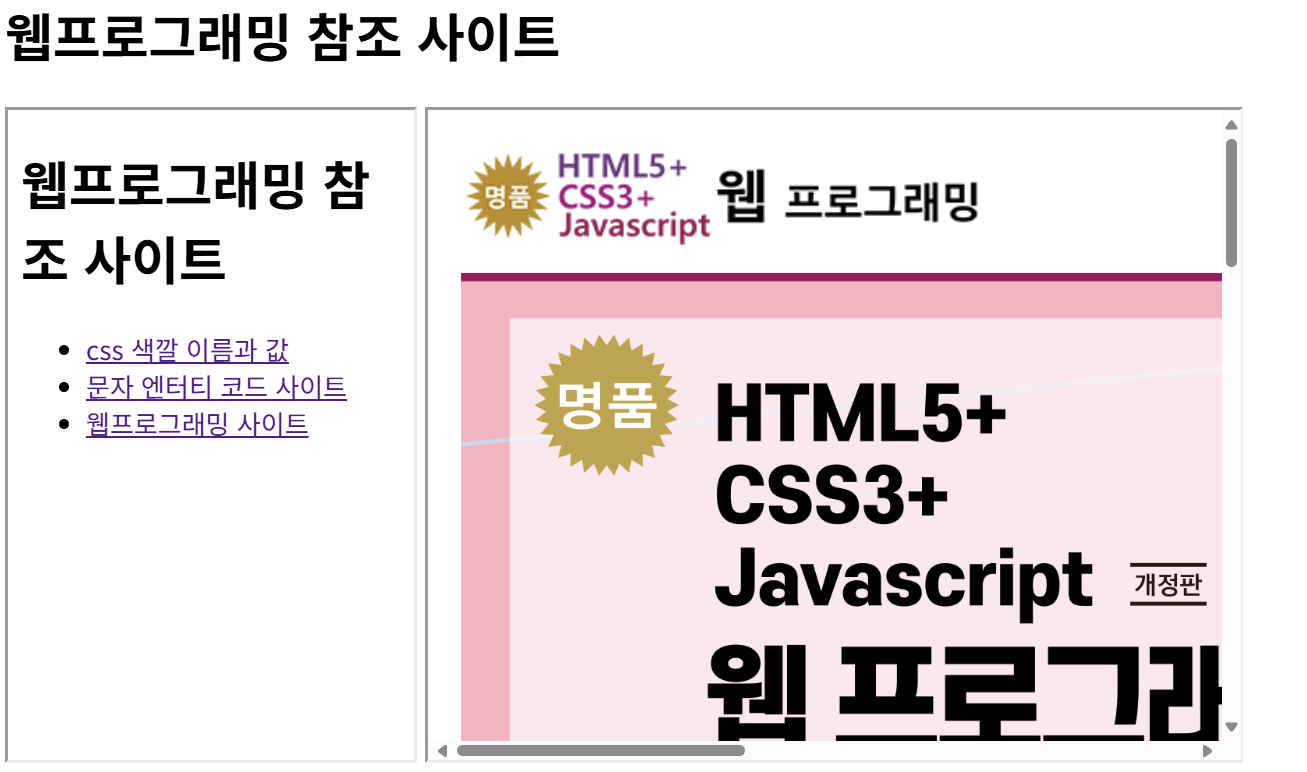 웹프로그래밍 참조 사이트
웹프로그래밍 참
조 사이트
css 색깔 이름과 값
문자 엔터티 코드 사이트
웹프로그래밍 사이트
명품
HTML5+
CSS3+
Javascript
웹 프로그래밍
명품
HTML5+
CSS3+
Javascript
개정판
웹 프로그래